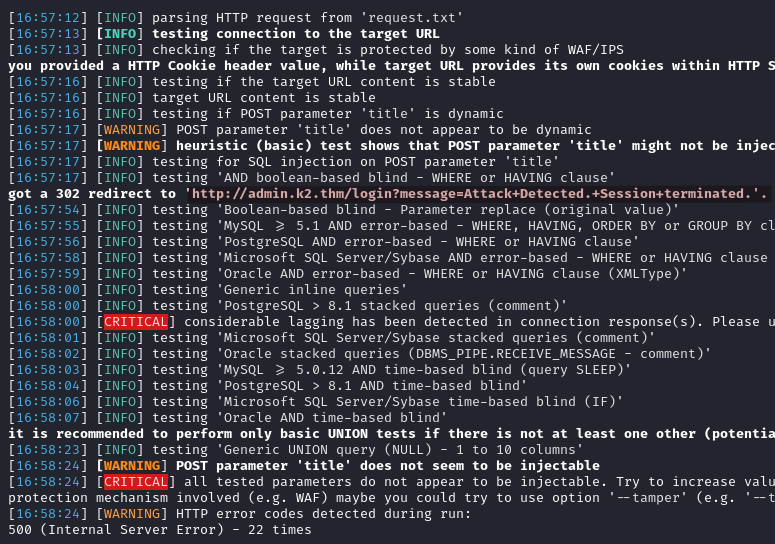 [16:57:12] [INFO] parsing HTTP request from 'request.txt'
[16:57:13] [INFO] testing connection to the target URL
[16:57:13] [INFO] checking if the target is protected by some kind of WAF/IPS
you provided a HTTP Cookie header value, while target URL provides its own cookies within HTTP S
[16:57:16] [INFO] testing if the target URL content is stable
[16:57:16] [INFO] target URL content is stable
[16:57:16] [INFO] testing if POST parameter 'title' is dynamic
[16:57:17] [WARNING] POST parameter 'title' does not appear to be dynamic
[16:57:17] [WARNING] heuristic (basic) test shows that POST parameter 'title' might not be injec
[16:57:17] [INFO] testing for SQL injection on POST parameter 'title'
[16:57:17] [INFO] testing 'AND boolean-based blind - WHERE or HAVING clause'
got a 302 redirect to 'http://admin.k2.thm/login?message=Attack+Detected.+Session+terminated.'.
[16:57:54] [INFO] testing 'Boolean-based blind - Parameter replace (original value)'
[16:57:55] [INFO] testing 'MySQL ≥ 5.1 AND error-based - WHERE, HAVING, ORDER BY or GROUP BY cl
[16:57:56] [INFO] testing 'PostgreSQL AND error-based - WHERE or HAVING clause'
[16:57:58] [INFO] testing 'Microsoft SQL Server/Sybase AND error-based - WHERE or HAVING clause
[16:57:59] [INFO] testing 'Oracle AND error-based - WHERE or HAVING clause (XMLType)'
[16:58:00] [INFO] testing 'Generic inline queries'
[16:58:00] [INFO] testing 'PostgreSQL > 8.1 stacked queries (comment)'
[16:58:00] [CRITICAL] considerable lagging has been detected in connection response(s). Please u
[16:58:01] [INFO] testing 'Microsoft SQL Server/Sybase stacked queries (comment)'
[16:58:02] [INFO] testing 'Oracle stacked queries (DBMS_PIPE.RECEIVE_MESSAGE - comment)'
[16:58:03] [INFO] testing 'MySQL ≥ 5.0.12 AND time-based blind (query SLEEP)'
[16:58:04] [INFO] testing 'PostgreSQL > 8.1 AND time-based blind'
[16:58:06] [INFO] testing 'Microsoft SQL Server/Sybase time-based blind (IF)'
[16:58:07] [INFO] testing 'Oracle AND time-based blind'
it is recommended to perform only basic UNION tests if there is not at least one other (potentia
[16:58:23] [INFO] testing 'Generic UNION query (NULL) - 1 to 10 columns'
[16:58:24] [WARNING] POST parameter 'title' does not seem to be injectable
[16:58:24] [CRITICAL] all tested parameters do not appear to be injectable. Try to increase valu
protection mechanism involved (e.g. WAF) maybe you could try to use option '--tamper' (e.g. '--t
[16:58:24] [WARNING] HTTP error codes detected during run:
500 (Internal Server Error) - 22 times